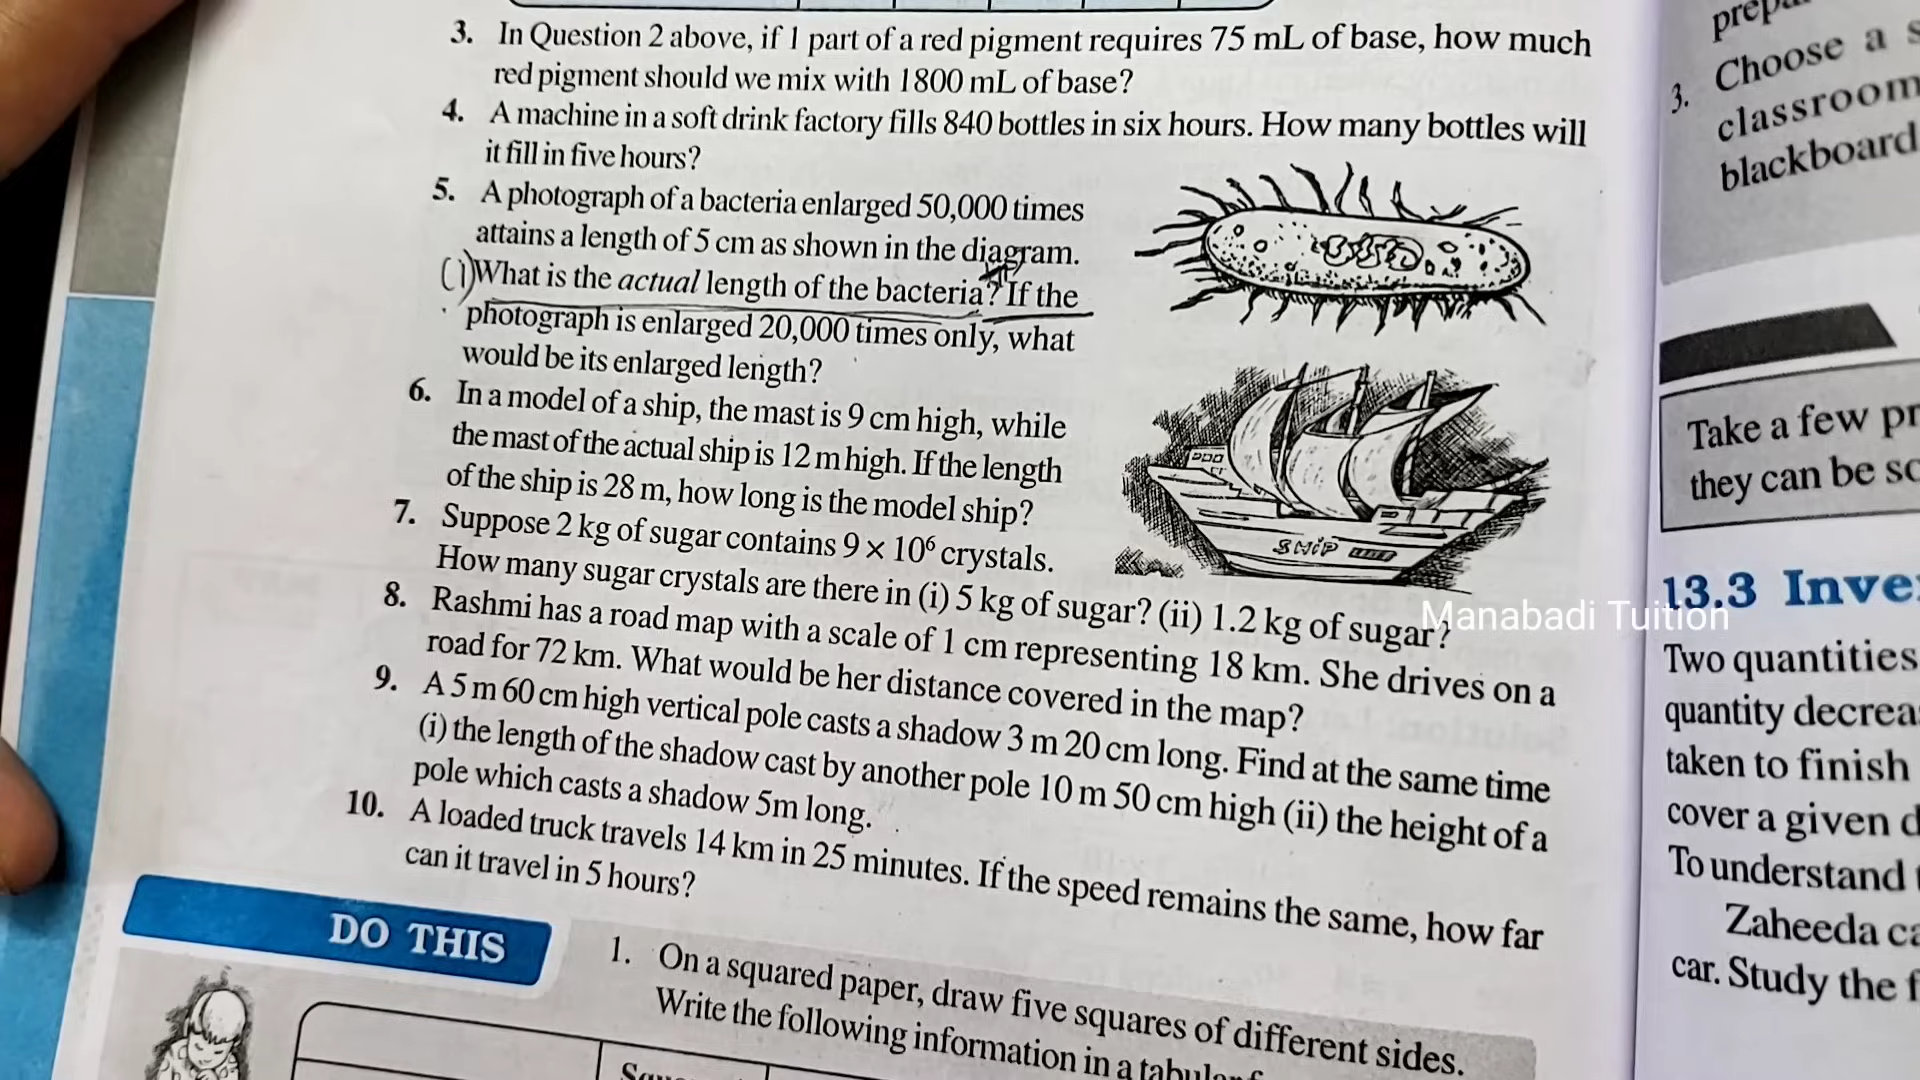 3. In Question 2 above, if 1 part of a red pigment requires 75 mL of base, how much
red pigment should we mix with 1800 mL of base?
4. A machine in a soft drink factory fills 840 bottles in six hours. How many bottles will
it fill in five hours?
5. A photograph of a bacteria enlarged 50,000 times
attains a length of 5 cm as shown in the diagram.
(i) What is the actual length of the bacteria? If the
photograph is enlarged 20,000 times only, what
would be its enlarged length?
6. In a model of a ship, the mast is 9 cm high, while
the mast of the actual ship is 12 m high. If the length
of the ship is 28 m, how long is the model ship?
SHIP
7. Suppose 2 kg of sugar contains 9 × 10⁶ crystals.
How many sugar crystals are there in (i) 5 kg of sugar? (ii) 1.2 kg of sugar?
8. Rashmi has a road map with a scale of 1 cm representing 18 km. She drives on a
road for 72 km. What would be her distance covered in the map?
9. A 5 m 60 cm high vertical pole casts a shadow 3 m 20 cm long. Find at the same time
(i) the length of the shadow cast by another pole 10 m 50 cm high (ii) the height of a
pole which casts a shadow 5m long.
10. A loaded truck travels 14 km in 25 minutes. If the speed remains the same, how far
can it travel in 5 hours?
DO THIS
1. On a squared paper, draw five squares of different sides.
Write the following information in a
3. Choose a
classroom
blackboard
Take a few
they can be
Manabadi Tuition
13.3
Two quantities
quantity
taken to finish
cover a given
To understand
Zaheeda
car. Study the